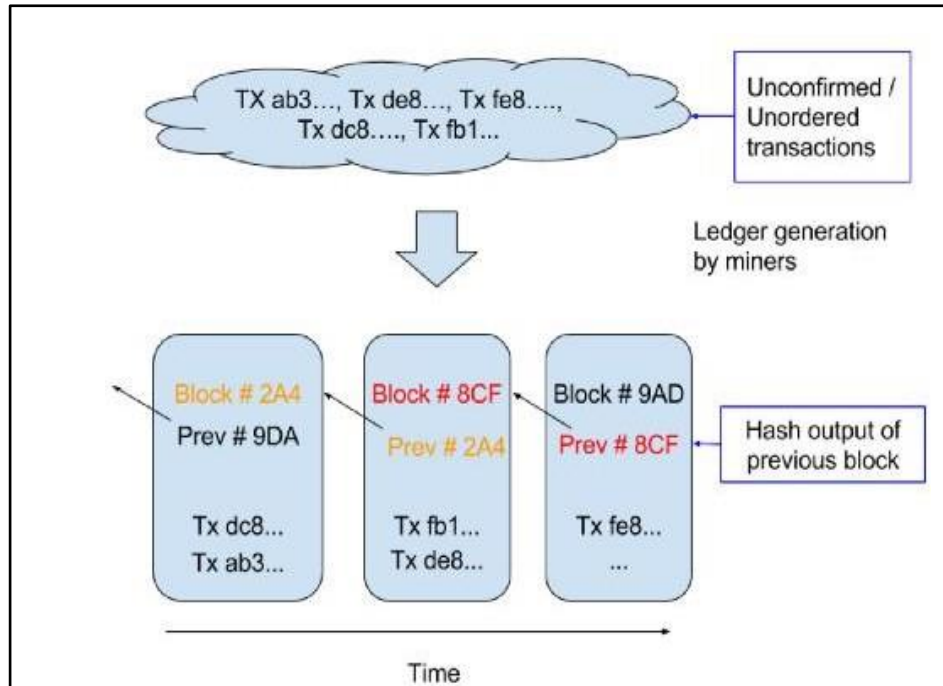 TX ab3…, Tx de8…, Tx fe8….,
Tx dc8…., Tx fb1...
Unconfirmed /
Unordered
transactions
Ledger generation
by miners
Block # 2A4
Prev # 9DA
Tx dc8...
Tx ab3...
Block # 8CF
Prev # 2A4
Tx fb1...
Tx de8...
Block # 9AD
Prev # 8CF
Tx fe8...
...
Hash output of
previous block
Time